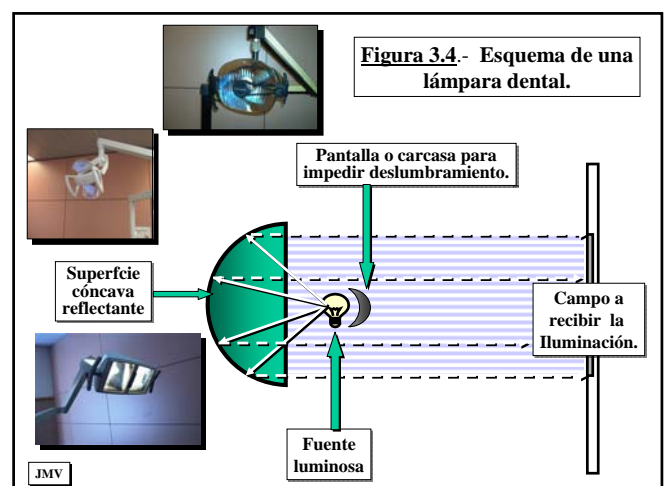 Figura 3.4.- Esquema de una
lámpara dental.
Pantalla o carcasa para
impedir deslumbramiento.
Superfcie
cóncava
reflectante
Campo a
recibir la
Iluminación.
Fuente
luminosa
JMV